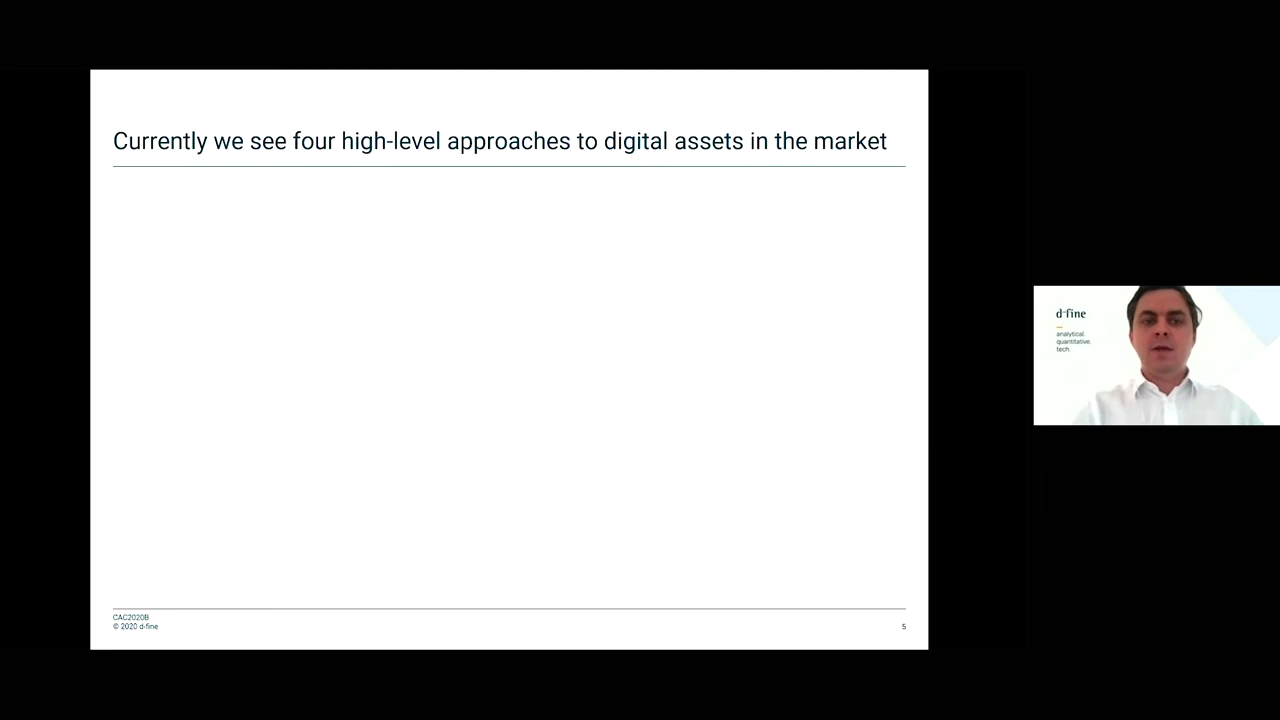 Currently we see four high-level approaches to digital assets in the market
d-fine
analytical.
quantitative.
tech.
CAC2020B
© 2020 d-fine
5